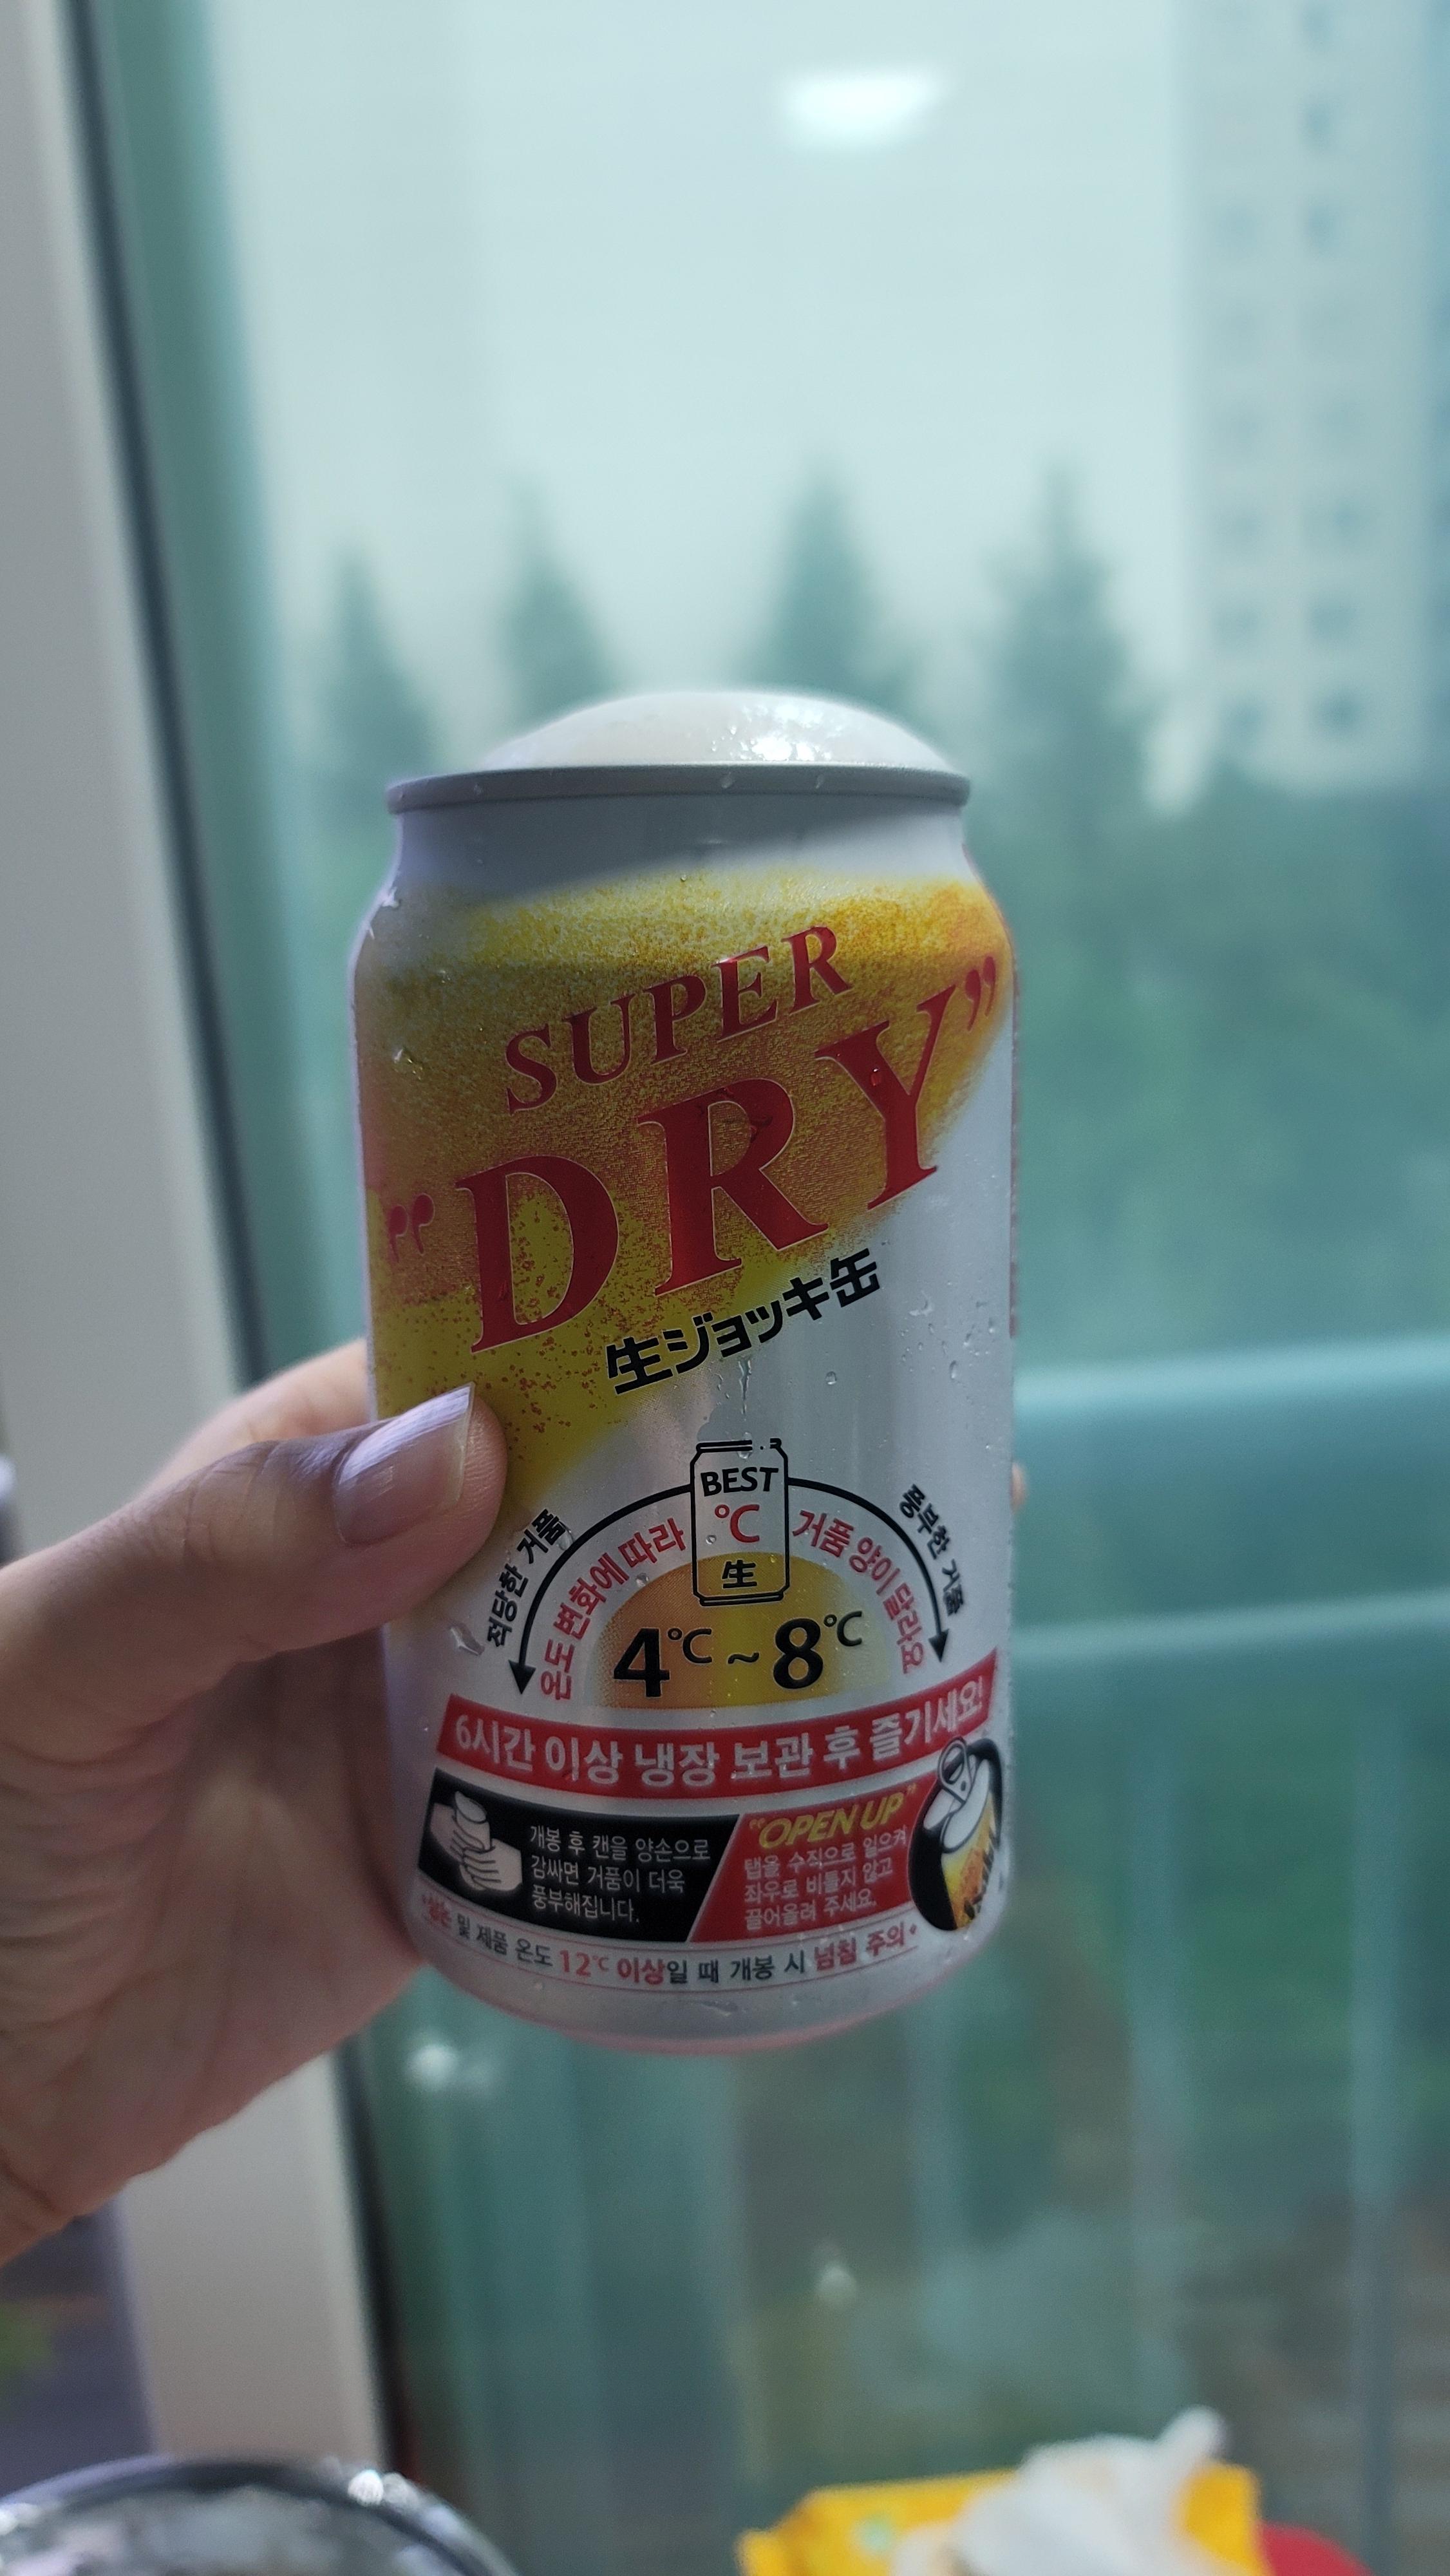 SUPER
"DRY"
生ジョッキ缶
BEST
℃
生
적당한 거품
온도 변화에 따라 거품 양이 달라요
풍부한 거품
4℃~8℃
6시간 이상 냉장 보관 후 즐기세요!
개봉 후 캔을 양손으로
감싸면 거품이 더욱
풍부해집니다.
"OPEN UP"
탭을 수직으로 일으켜
좌우로 비틀지 않고
끌어올려 주세요.
*실온 및 제품 온도 12℃ 이상일 때 개봉 시 넘침 주의*